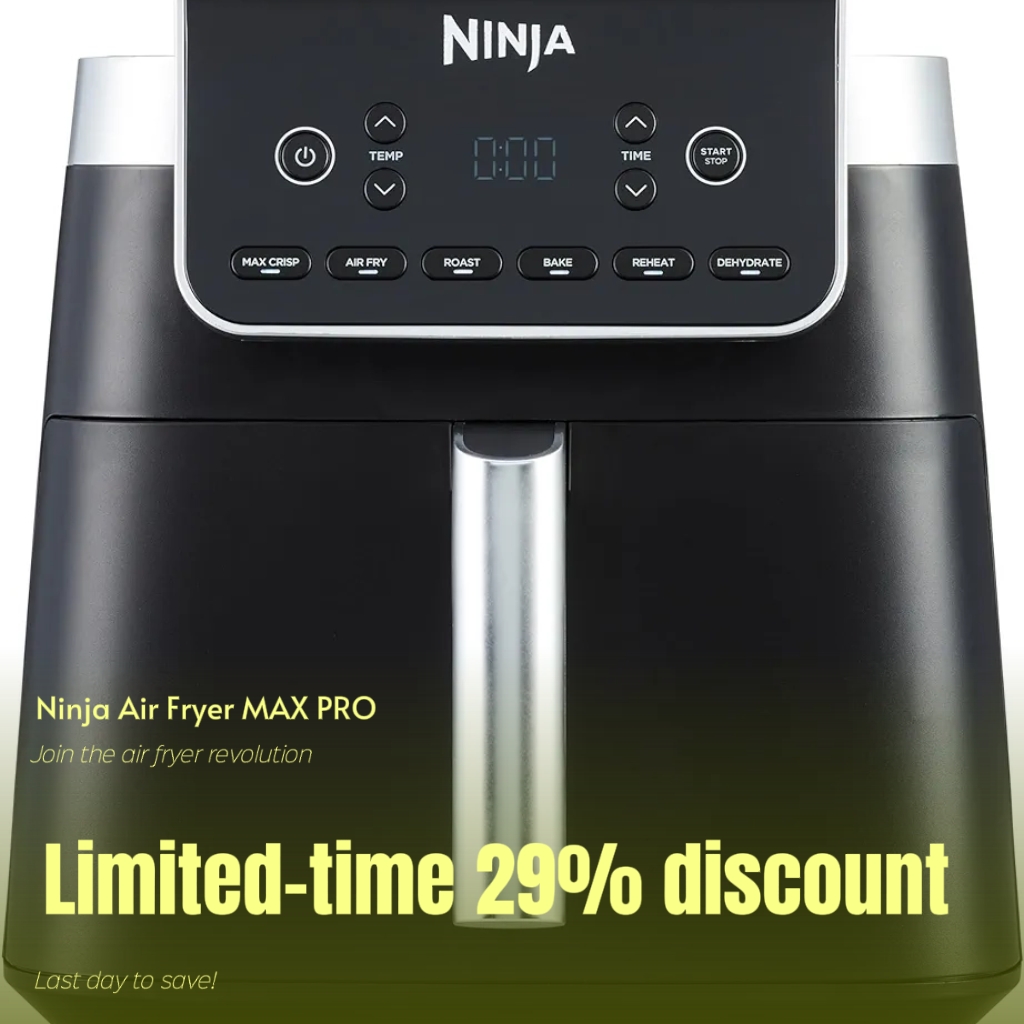 NINJA
TEMP
0:00
TIME
START
STOP
MAX CRISP
AIR FRY
ROAST
BAKE
REHEAT
DEHYDRATE
Ninja Air Fryer MAX PRO
Join the air fryer revolution
Limited-time 29% discount
Last day to save!